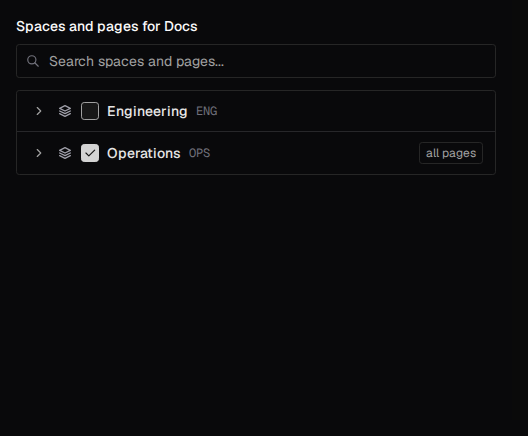 Spaces and pages for Docs
Search spaces and pages...
Engineering ENG
Operations OPS all pages